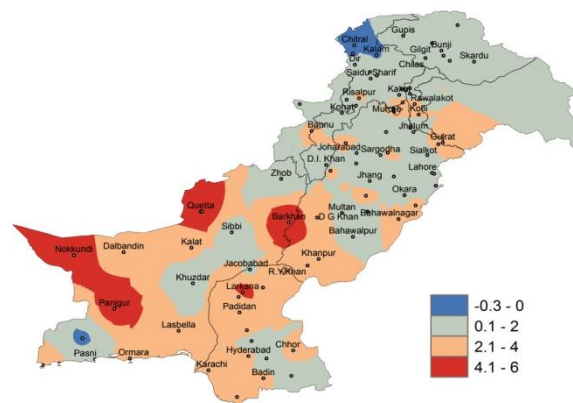 Gupis
Chitral
Kalam
Gilgit
Bunji
Skardu
Dir
Chilas
Saidu Sharif
Kakul
Risalpur
Rawalakot
Kohat
Murree
Kotli
Bannu
Jhalum
Gujrat
Joharabad
Sargodha
Sialkot
D.I. Khan
Zhob
Jhang
Lahore
Okara
Quetta
Multan
Barkhan
D G Khan
Bahawalnagar
Sibbi
Bahawalpur
Kalat
Nokkundi
Dalbandin
Khanpur
Jacobabad
R.Y.Khan
Khuzdar
Larkana
Panjgur
Padidan
Lasbella
Pasni
Ormara
Hyderabad
Chhor
Karachi
Badin
-0.3 - 0
0.1 - 2
2.1 - 4
4.1 - 6